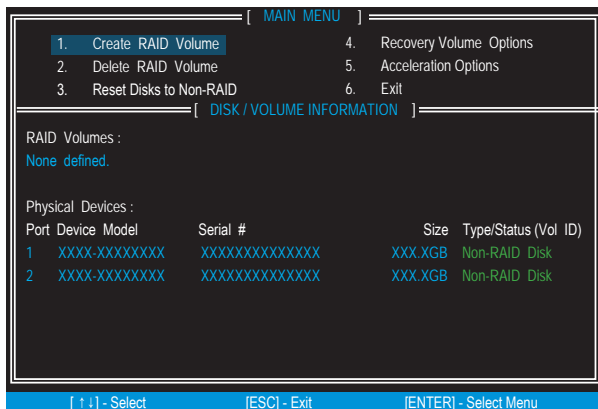 [ MAIN MENU ]
1. Create RAID Volume 4. Recovery Volume Options
2. Delete RAID Volume 5. Acceleration Options
3. Reset Disks to Non-RAID 6. Exit
[ DISK / VOLUME INFORMATION ]
RAID Volumes :
None defined.
Physical Devices :
Port Device Model Serial # Size Type/Status (Vol ID)
1 XXXX-XXXXXXXX XXXXXXXXXXXXXX XXX.XGB Non-RAID Disk
2 XXXX-XXXXXXXX XXXXXXXXXXXXXX XXX.XGB Non-RAID Disk
[ ↑↓] - Select [ESC] - Exit [ENTER] - Select Menu